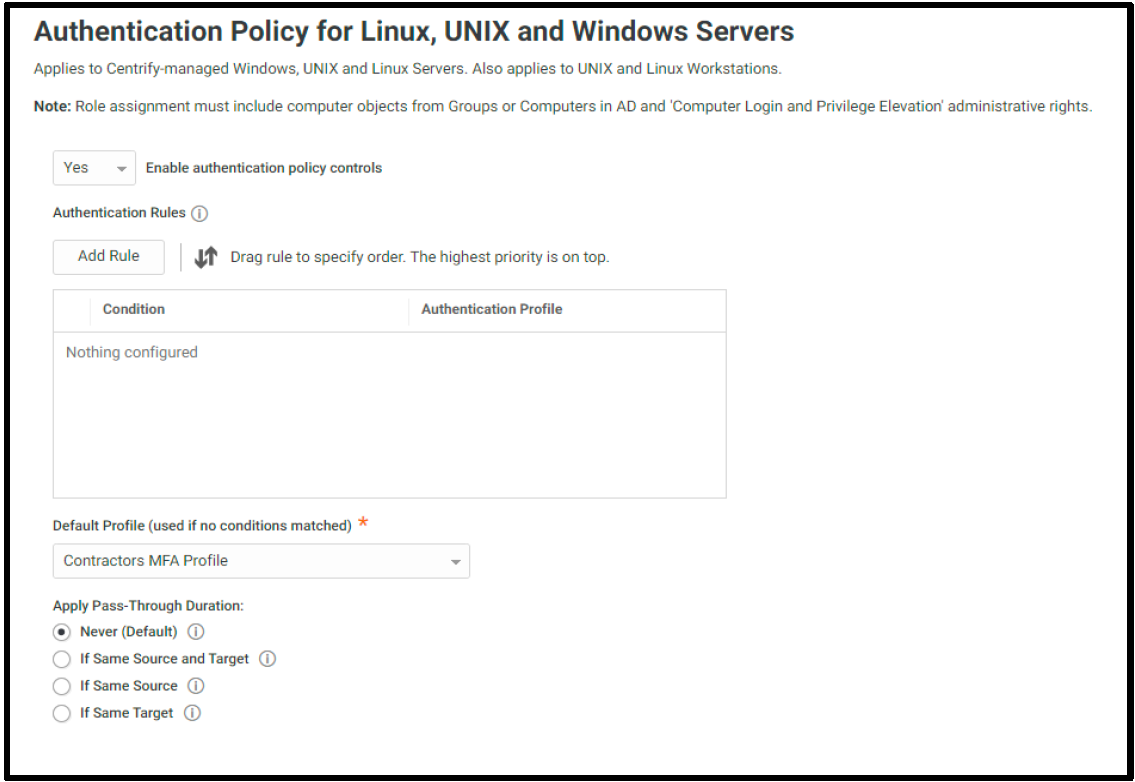 Authentication Policy for Linux, UNIX and Windows Servers
Applies to Centrify-managed Windows, UNIX and Linux Servers. Also applies to UNIX and Linux Workstations.
Note: Role assignment must include computer objects from Groups or Computers in AD and 'Computer Login and Privilege Elevation' administrative rights.
Yes Enable authentication policy controls
Authentication Rules
Add Rule Drag rule to specify order. The highest priority is on top.
Condition Authentication Profile
Nothing configured
Default Profile (used if no conditions matched) *
Contractors MFA Profile
Apply Pass-Through Duration:
Never (Default)
If Same Source and Target
If Same Source
If Same Target